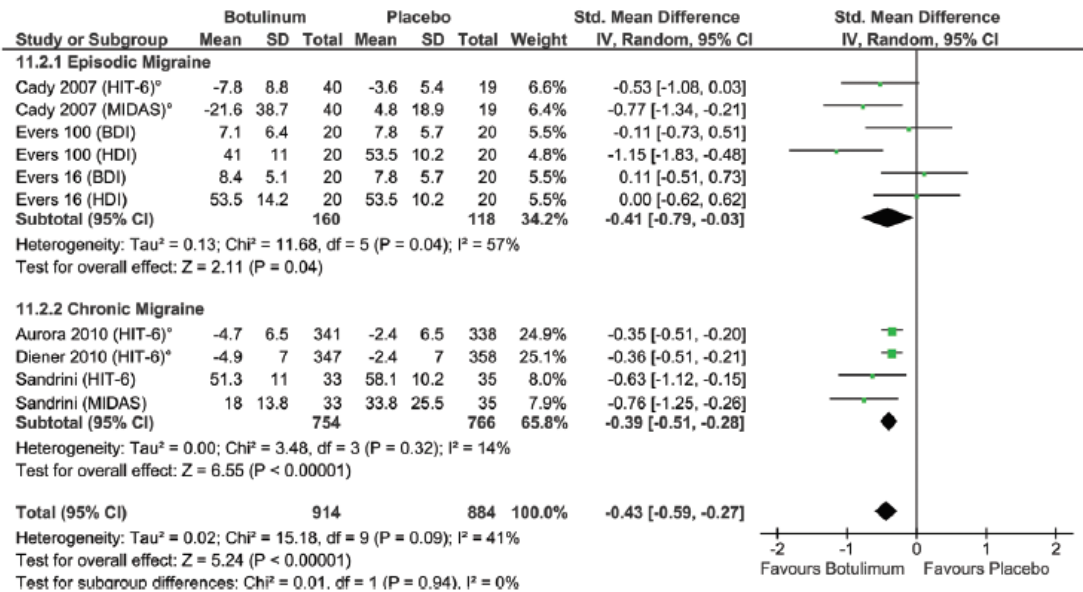 Botulinum Placebo Std. Mean Difference Std. Mean Difference
Study or Subgroup Mean SD Total Mean SD Total Weight IV, Random, 95% CI IV, Random, 95% CI
11.2.1 Episodic Migraine
Cady 2007 (HIT-6)° -7.8 8.8 40 -3.6 5.4 19 6.6% -0.53 [-1.08, 0.03]
Cady 2007 (MIDAS)° -21.6 38.7 40 4.8 18.9 19 6.4% -0.77 [-1.34, -0.21]
Evers 100 (BDI) 7.1 6.4 20 7.8 5.7 20 5.5% -0.11 [-0.73, 0.51]
Evers 100 (HDI) 41 11 20 53.5 10.2 20 4.8% -1.15 [-1.83, -0.48]
Evers 16 (BDI) 8.4 5.1 20 7.8 5.7 20 5.5% 0.11 [-0.51, 0.73]
Evers 16 (HDI) 53.5 14.2 20 53.5 10.2 20 5.5% 0.00 [-0.62, 0.62]
Subtotal (95% CI) 160 118 34.2% -0.41 [-0.79, -0.03]
Heterogeneity: Tau² = 0.13; Chi² = 11.68, df = 5 (P = 0.04); I² = 57%
Test for overall effect: Z = 2.11 (P = 0.04)
11.2.2 Chronic Migraine
Aurora 2010 (HIT-6)° -4.7 6.5 341 -2.4 6.5 338 24.9% -0.35 [-0.51, -0.20]
Diener 2010 (HIT-6)° -4.9 7 347 -2.4 7 358 25.1% -0.36 [-0.51, -0.21]
Sandrini (HIT-6) 51.3 11 33 58.1 10.2 35 8.0% -0.63 [-1.12, -0.15]
Sandrini (MIDAS) 18 13.8 33 33.8 25.5 35 7.9% -0.76 [-1.25, -0.26]
Subtotal (95% CI) 754 766 65.8% -0.39 [-0.51, -0.28]
Heterogeneity: Tau² = 0.00; Chi² = 3.48, df = 3 (P = 0.32); I² = 14%
Test for overall effect: Z = 6.55 (P < 0.00001)
Total (95% CI) 914 884 100.0% -0.43 [-0.59, -0.27]
Heterogeneity: Tau² = 0.02; Chi² = 15.18, df = 9 (P = 0.09); I² = 41%
Test for overall effect: Z = 5.24 (P < 0.00001)
Test for subgroup differences: Chi² = 0.01, df = 1 (P = 0.94), I² = 0%
-2 -1 0 1 2
Favours Botulimum Favours Placebo